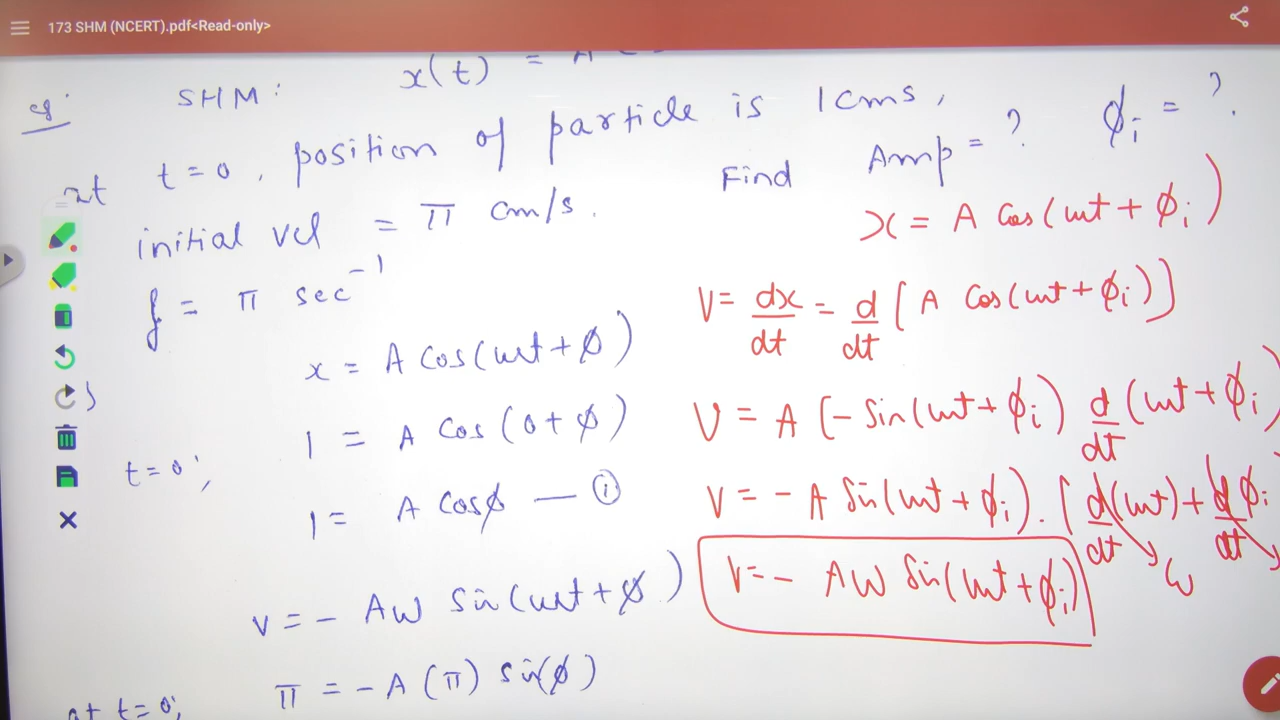 173 SHM (NCERT).pdf<Read-only>
SHM: x(t) = A
at t = 0, position of particle is 1 cms,
initial vel = π cm/s. Find Amp = ? ϕi = ?
f = π sec⁻¹
x = A Cos(ωt + ϕ)
t = 0; 1 = A Cos(0 + ϕ)
1 = A Cosϕ — ①
v = - Aω Sin(ωt + ϕ)
at t = 0; π = - A (π) sin(ϕ)
x = A Cos(ωt + ϕi)
V = dx/dt = d/dt [A Cos(ωt + ϕi)]
V = A (- Sin(ωt + ϕi) d/dt (ωt + ϕi)
V = - A Sin(ωt + ϕi). [d/dt (ωt) + d/dt ϕi
ω
V = - Aω Sin(ωt + ϕi)